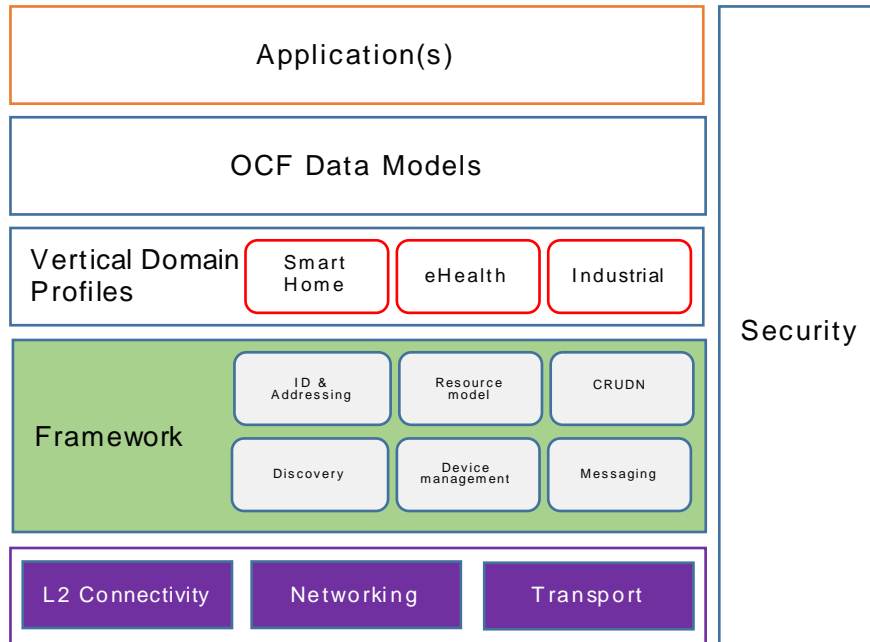 Application(s)
OCF Data Models
Vertical Domain
Profiles
Smart
Home
eHealth
Industrial
Security
Framework
ID &
Addressing
Resource
model
CRUDN
Discovery
Device
management
Messaging
L2 Connectivity
Networking
Transport